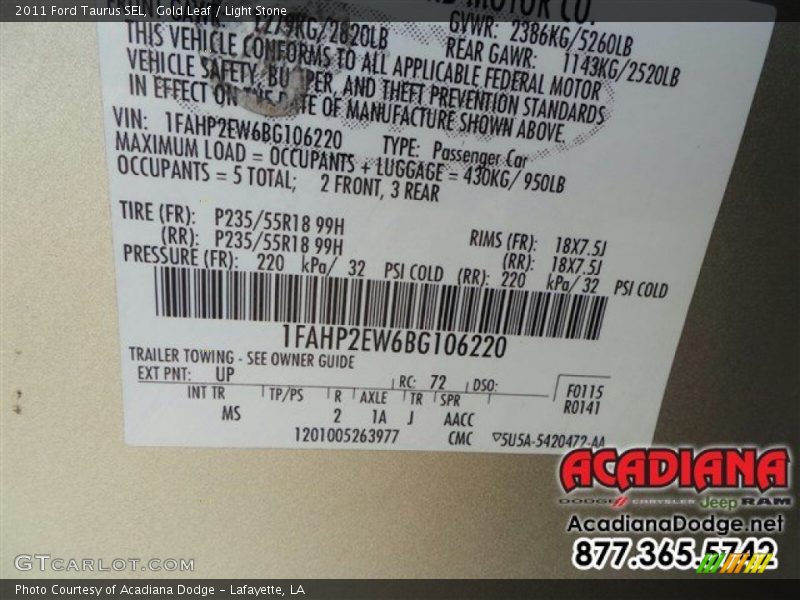 2011 Ford Taurus SEL, Gold Leaf / Light Stone
MOTOR CO.
1279KG/2820LB GVWR: 2386KG/5260LB
REAR GAWR: 1143KG/2520LB
THIS VEHICLE CONFORMS TO ALL APPLICABLE FEDERAL MOTOR
VEHICLE SAFETY, PER, AND THEFT PREVENTION STANDARDS
IN EFFECT ON TE OF MANUFACTURE SHOWN ABOVE
VIN: 1FAHP2EW6BG106220 TYPE: Passenger Car
MAXIMUM LOAD = OCCUPANTS + LUGGAGE = 430KG/950LB
OCCUPANTS = 5 TOTAL; 2 FRONT, 3 REAR
TIRE (FR): P235/55R18 99H RIMS (FR): 18X7.5J
(RR): P235/55R18 99H (RR): 18X7.5J
PRESSURE (FR): 220 kPa/ 32 PSI COLD (RR): 220 kPa/ 32 PSI COLD
1FAHP2EW6BG106220
TRAILER TOWING - SEE OWNER GUIDE
EXT PNT: UP RC: 72 DSO: F0115
INT TR TP/PS R AXLE TR SPR R0141
MS 2 1A J AACC
1201005263977 CMC 5U5A-5420472-AA
ACADIANA
DODGE CHRYSLER Jeep RAM
AcadianaDodge.net
877.365.5742
GTCARLOT.COM
Photo Courtesy of Acadiana Dodge - Lafayette, LA